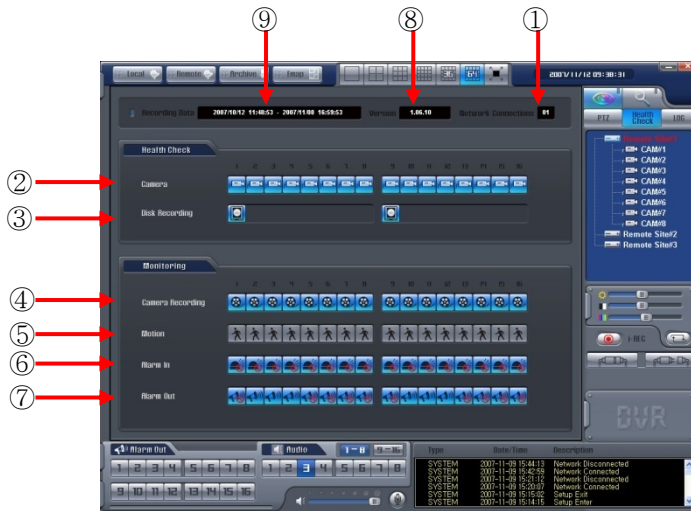 ⑨ ⑧ ①
Local Remote Archive Emap 36 64 2007/11/12 09:38:31
Recording Data 2007/10/12 11:48:53 - 2007/11/08 16:59:53 Version 1.06.10 Network Connections 01
PTZ Health Check LOG
Health Check
1 2 3 4 5 6 7 8 9 10 11 12 13 14 15 16
② Camera
③ Disk Recording
Remote Site#1
CAM#1
CAM#2
CAM#3
CAM#4
CAM#5
CAM#6
CAM#7
CAM#8
Remote Site#2
Remote Site#3
Monitoring
1 2 3 4 5 6 7 8 9 10 11 12 13 14 15 16
④ Camera Recording
⑤ Motion
⑥ Alarm In
⑦ Alarm Out
I-REC
DVR
Alarm Out
1 2 3 4 5 6 7 8
9 10 11 12 13 14 15 16
Audio 1-8 9-16
1 2 3 4 5 6 7 8
Type Date/Time Description
SYSTEM 2007-11-09 15:44:13 Network Disconnected
SYSTEM 2007-11-09 15:42:59 Network Connected
SYSTEM 2007-11-09 15:21:12 Network Disconnected
SYSTEM 2007-11-09 15:20:07 Network Connected
SYSTEM 2007-11-09 15:15:02 Setup Exit
SYSTEM 2007-11-09 15:14:15 Setup Enter